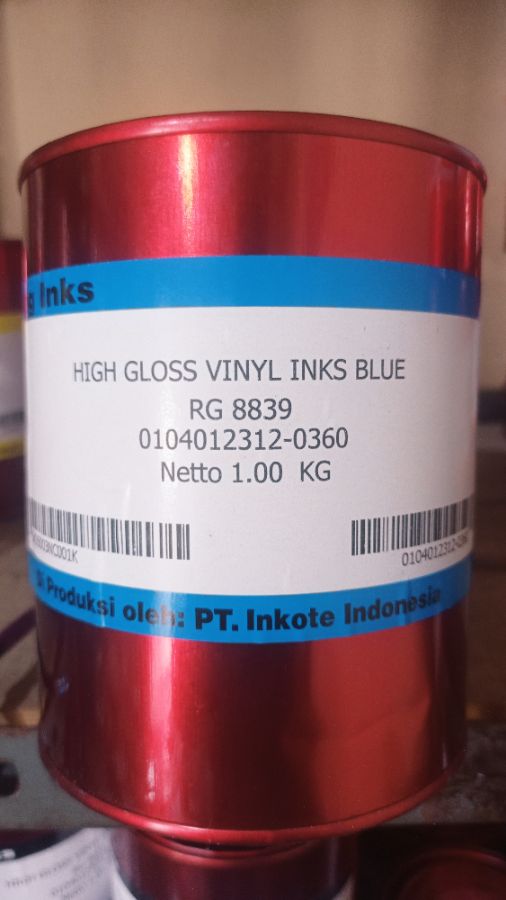 g Inks
HIGH GLOSS VINYL INKS BLUE
RG 8839
0104012312-0360
Netto 1.00 KG
Di Produksi oleh: PT. Inkote Indonesia